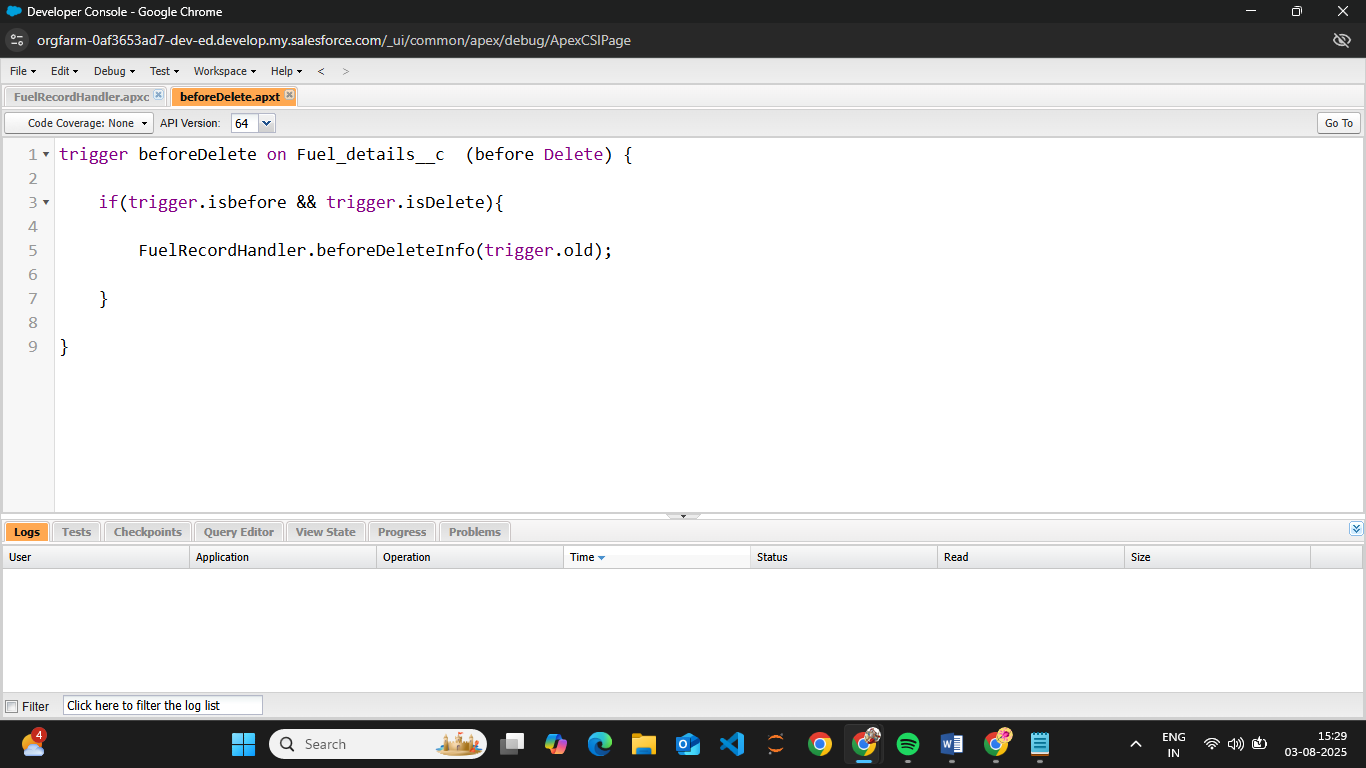 Developer Console - Google Chrome
orgfarm-0af3653ad7-dev-ed.develop.my.salesforce.com/_ui/common/apex/debug/ApexCSIPage
File Edit Debug Test Workspace Help < >
FuelRecordHandler.apxc beforeDelete.apxt
Code Coverage: None API Version: 64 Go To
1 trigger beforeDelete on Fuel_details__c  (before Delete) {
2
3     if(trigger.isbefore && trigger.isDelete){
4
5         FuelRecordHandler.beforeDeleteInfo(trigger.old);
6
7     }
8
9 }
Logs Tests Checkpoints Query Editor View State Progress Problems
User Application Operation Time Status Read Size
Filter Click here to filter the log list
4 Search ENG 15:29
IN 03-08-2025